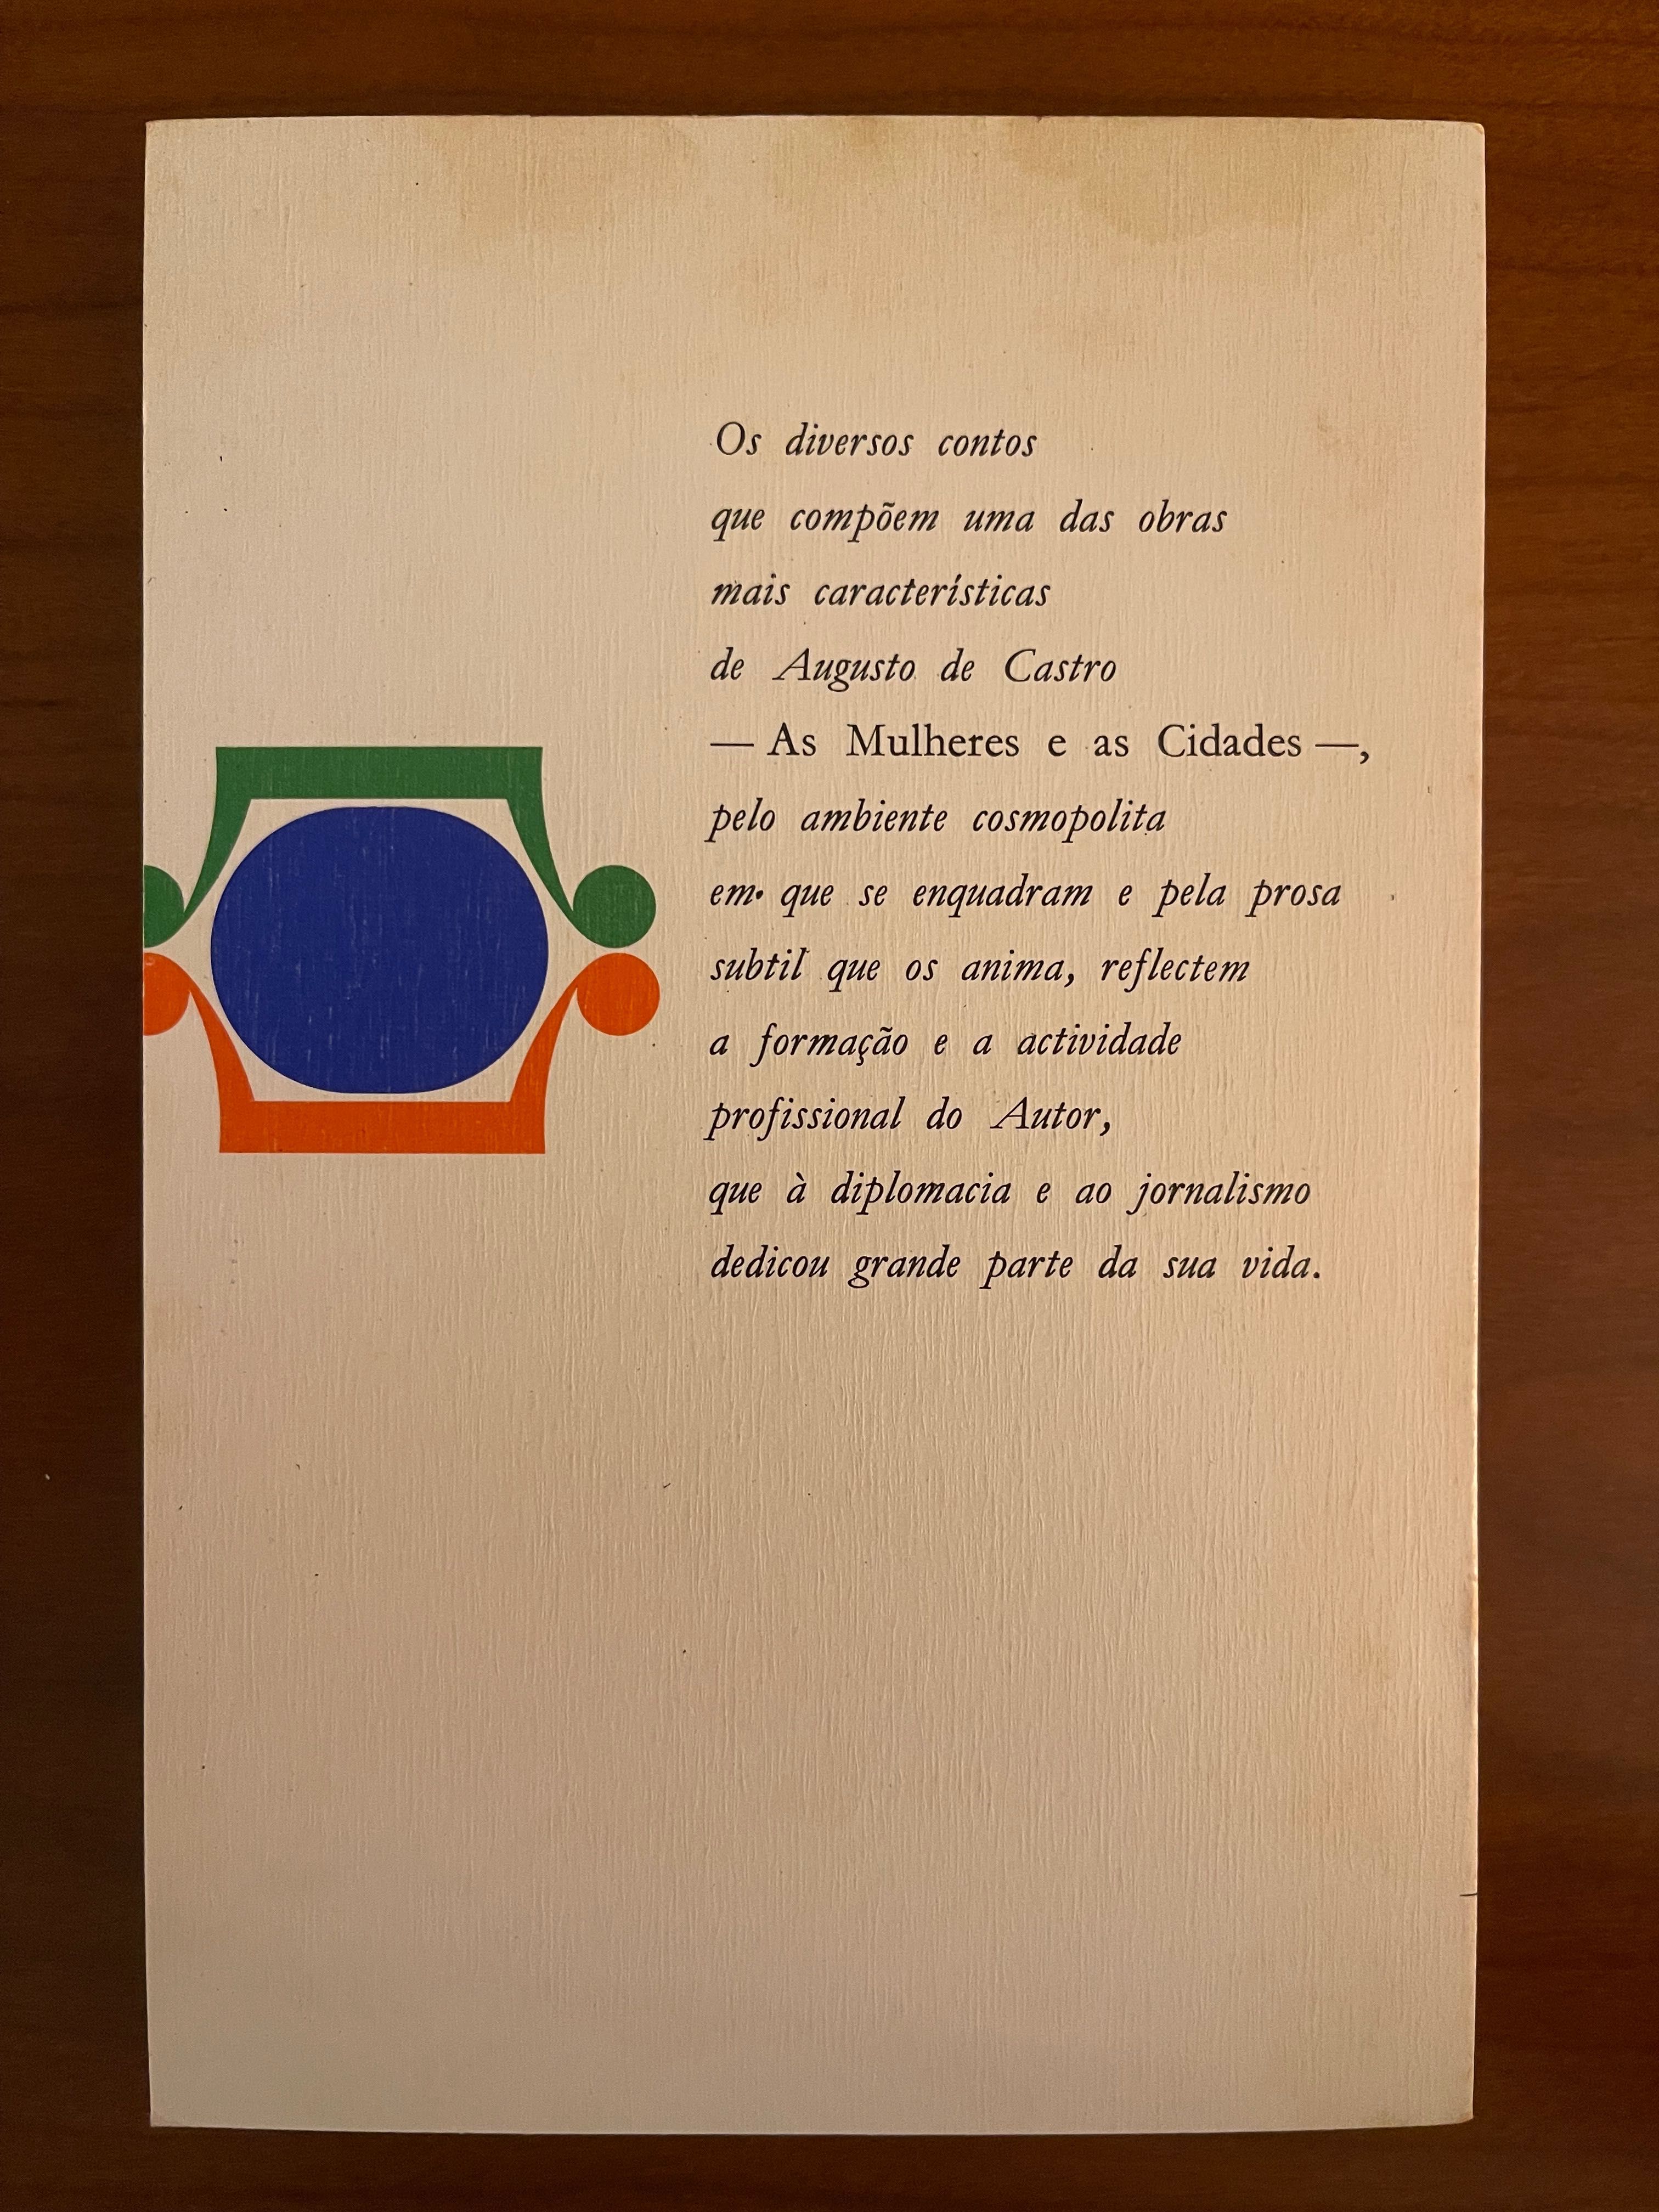 Os diversos contos
que compõem uma das obras
mais características
de Augusto de Castro
— As Mulheres e as Cidades —,
pelo ambiente cosmopolita
em que se enquadram e pela prosa
subtil que os anima, reflectem
a formação e a actividade
profissional do Autor,
que à diplomacia e ao jornalismo
dedicou grande parte da sua vida.